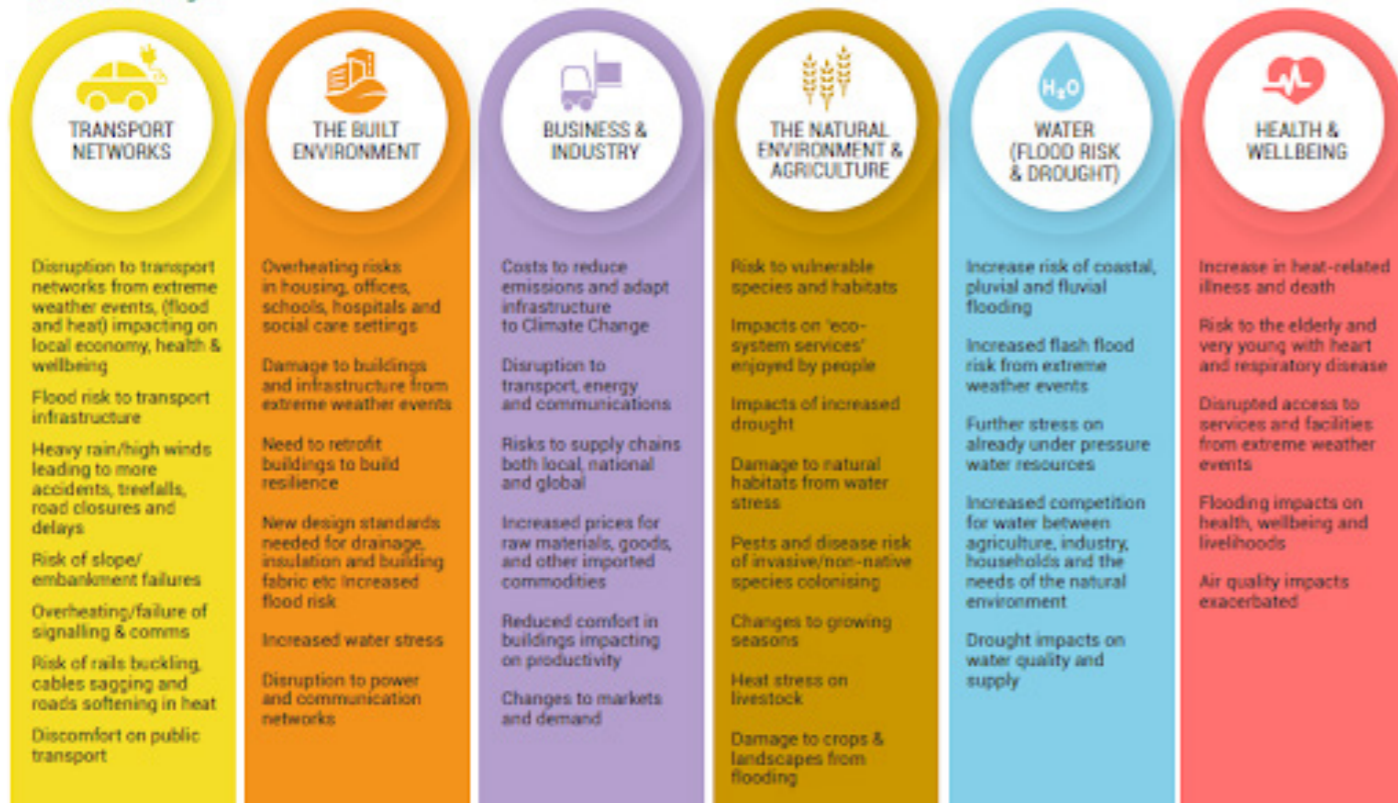 TRANSPORT
NETWORKS
Disruption to transport
networks from extreme
weather events, (flood
and heat) impacting on
local economy, health &
wellbeing
Flood risk to transport
infrastructure
Heavy rain/high winds
leading to more
accidents, treefalls,
road closures and
delays
Risk of slope/
embankment failures
Overheating/failure of
signalling & comms
Risk of rails buckling,
cables sagging and
roads softening in heat
Discomfort on public
transport
THE BUILT
ENVIRONMENT
Overheating risks
in housing, offices,
schools, hospitals and
social care settings
Damage to buildings
and infrastructure from
extreme weather events
Need to retrofit
buildings to build
resilience
New design standards
needed for drainage,
insulation and building
fabric etc Increased
flood risk
Increased water stress
Disruption to power
and communication
networks
BUSINESS &
INDUSTRY
Costs to reduce
emissions and adapt
infrastructure
to Climate Change
Disruption to
transport, energy
and communications
Risks to supply chains
both local, national
and global
Increased prices for
raw materials, goods,
and other imported
commodities
Reduced comfort in
buildings impacting
on productivity
Changes to markets
and demand
THE NATURAL
ENVIRONMENT &
AGRICULTURE
Risk to vulnerable
species and habitats
Impacts on 'eco-
system services'
enjoyed by people
Impacts of increased
drought
Damage to natural
habitats from water
stress
Pests and disease risk
of invasive/non-native
species colonising
Changes to growing
seasons
Heat stress on
livestock
Damage to crops &
landscapes from
flooding
H₂O
WATER
(FLOOD RISK
& DROUGHT)
Increase risk of coastal,
pluvial and fluvial
flooding
Increased flash flood
risk from extreme
weather events
Further stress on
already under pressure
water resources
Increased competition
for water between
agriculture, industry,
households and the
needs of the natural
environment
Drought impacts on
water quality and
supply
HEALTH &
WELLBEING
Increase in heat-related
illness and death
Risk to the elderly and
very young with heart
and respiratory disease
Disrupted access to
services and facilities
from extreme weather
events
Flooding impacts on
health, wellbeing and
livelihoods
Air quality impacts
exacerbated